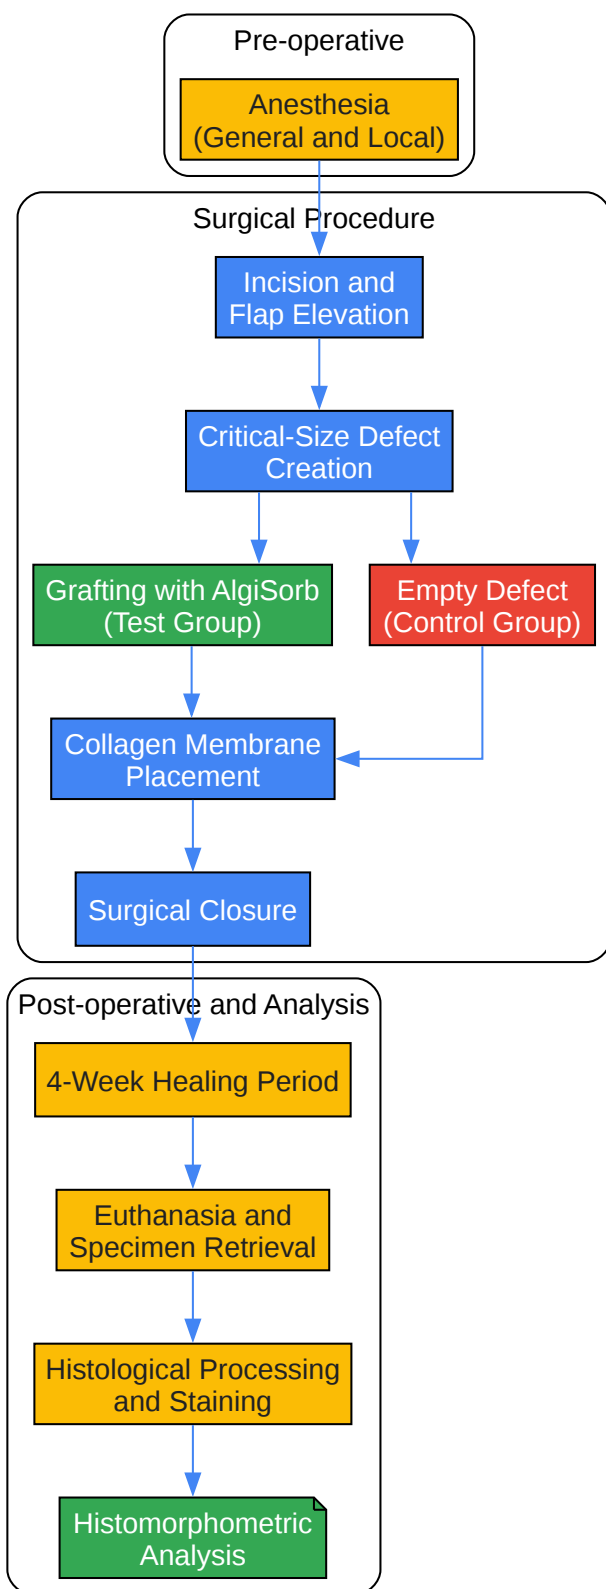 Pre-operative
Anesthesia
(General and Local)
Surgical Procedure
Incision and
Flap Elevation
Critical-Size Defect
Creation
Grafting with AlgiSorb
(Test Group)
Empty Defect
(Control Group)
Collagen Membrane
Placement
Surgical Closure
Post-operative and Analysis
4-Week Healing Period
Euthanasia and
Specimen Retrieval
Histological Processing
and Staining
Histomorphometric
Analysis